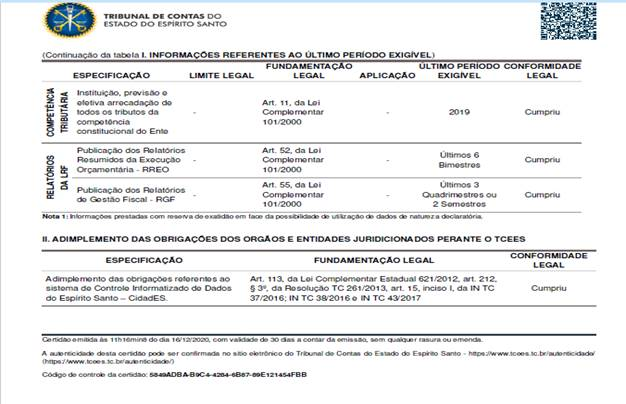 TRIBUNAL DE CONTAS DO
ESTADO DO ESPÍRITO SANTO
(Continuação da tabela I. INFORMAÇÕES REFERENTES AO ÚLTIMO PERÍODO EXIGÍVEL)
ESPECIFICAÇÃO LIMITE LEGAL FUNDAMENTAÇÃO LEGAL APLICAÇÃO ÚLTIMO PERÍODO EXIGÍVEL CONFORMIDADE LEGAL
COMPETÊNCIA
TRIBUTÁRIA
Instituição, previsão e
efetiva arrecadação de
todos os tributos da
competência
constitucional do Ente
-
Art. 11, da Lei
Complementar
101/2000
-
2019
Cumpriu
RELATÓRIOS
DA LRF
Publicação dos Relatórios
Resumidos da Execução
Orçamentária - RREO
-
Art. 52, da Lei
Complementar
101/2000
-
Últimos 6
Bimestres
Cumpriu
Publicação dos Relatórios
de Gestão Fiscal - RGF
-
Art. 55, da Lei
Complementar
101/2000
-
Últimos 3
Quadrimestres ou
2 Semestres
Cumpriu
Nota 1: Informações prestadas com reserva de exatidão em face da possibilidade de utilização de dados de natureza declaratória.
II. ADIMPLEMENTO DAS OBRIGAÇÕES DOS ORGÃOS E ENTIDADES JURIDICIONADOS PERANTE O TCEES
ESPECIFICAÇÃO FUNDAMENTAÇÃO LEGAL CONFORMIDADE LEGAL
Adimplemento das obrigações referentes ao
sistema de Controle Informatizado de Dados
do Espírito Santo – CidadES.
Art. 113, da Lei Complementar Estadual 621/2012, art. 212,
§ 3º, da Resolução TC 261/2013, art. 15, inciso I, da IN TC
37/2016; IN TC 38/2016 e IN TC 43/2017
Cumpriu
Certidão emitida às 11h16min8 do dia 16/12/2020, com validade de 30 dias a contar da emissão, sem qualquer rasura ou emenda.
A autenticidade desta certidão pode ser confirmada no sítio eletrônico do Tribunal de Contas do Estado do Espírito Santo - https://www.tcees.tc.br/autenticidade/
(https://www.tcees.tc.br/autenticidade/)
Código de controle da certidão: 5849ADBA-B9C4-4284-6B87-89E121454FBB